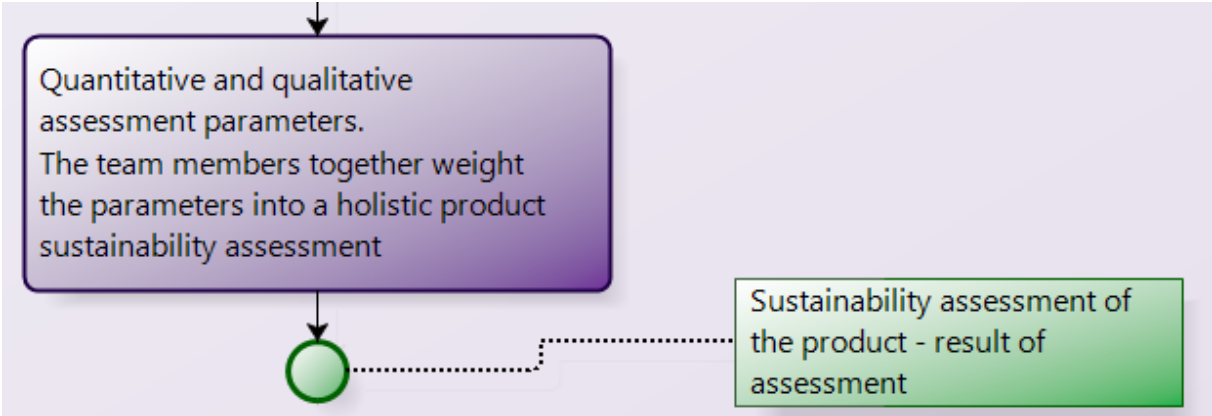 Quantitative and qualitative
assessment parameters.
The team members together weight
the parameters into a holistic product
sustainability assessment
Sustainability assessment of
the product - result of
assessment